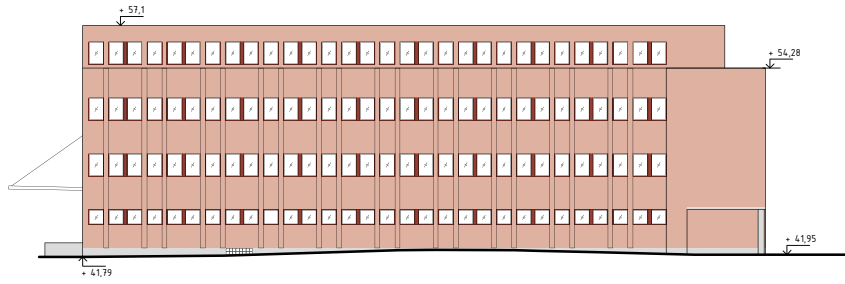 + 57,1
+ 54,28
+ 41,95
+ 41,79